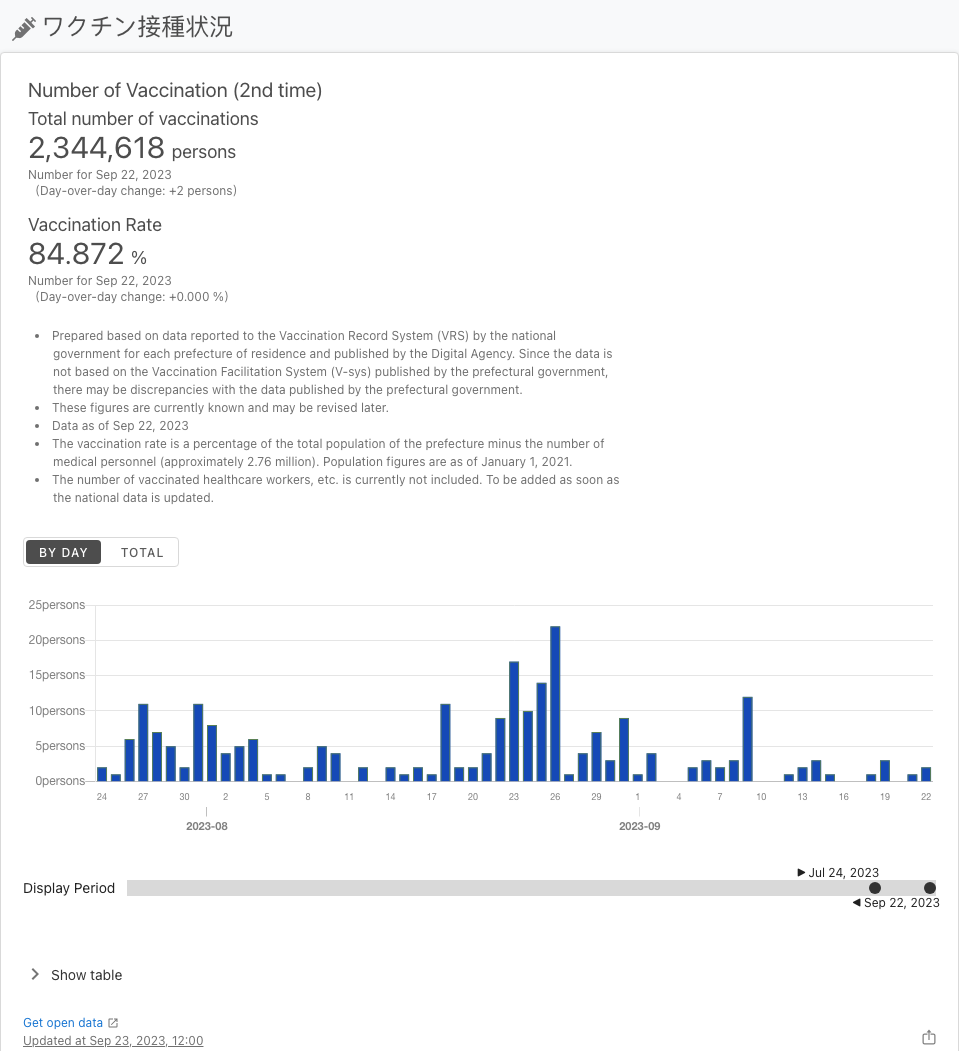 ワクチン接種状況
Number of Vaccination (2nd time)
Total number of vaccinations
2,344,618 persons
Number for Sep 22, 2023
(Day-over-day change: +2 persons)
Vaccination Rate
84.872 %
Number for Sep 22, 2023
(Day-over-day change: +0.000 %)
• Prepared based on data reported to the Vaccination Record System (VRS) by the national
government for each prefecture of residence and published by the Digital Agency. Since the data is
not based on the Vaccination Facilitation System (V-sys) published by the prefectural government,
there may be discrepancies with the data published by the prefectural government.
• These figures are currently known and may be revised later.
• Data as of Sep 22, 2023
• The vaccination rate is a percentage of the total population of the prefecture minus the number of
medical personnel (approximately 2.76 million). Population figures are as of January 1, 2021.
• The number of vaccinated healthcare workers, etc. is currently not included. To be added as soon as
the national data is updated.
BY DAY TOTAL
25persons
20persons
15persons
10persons
5persons
0persons
24 27 30 2 5 8 11 14 17 20 23 26 29 1 4 7 10 13 16 19 22
2023-08 2023-09
Jul 24, 2023
Display Period
Sep 22, 2023
Show table
Get open data
Updated at Sep 23, 2023, 12:00